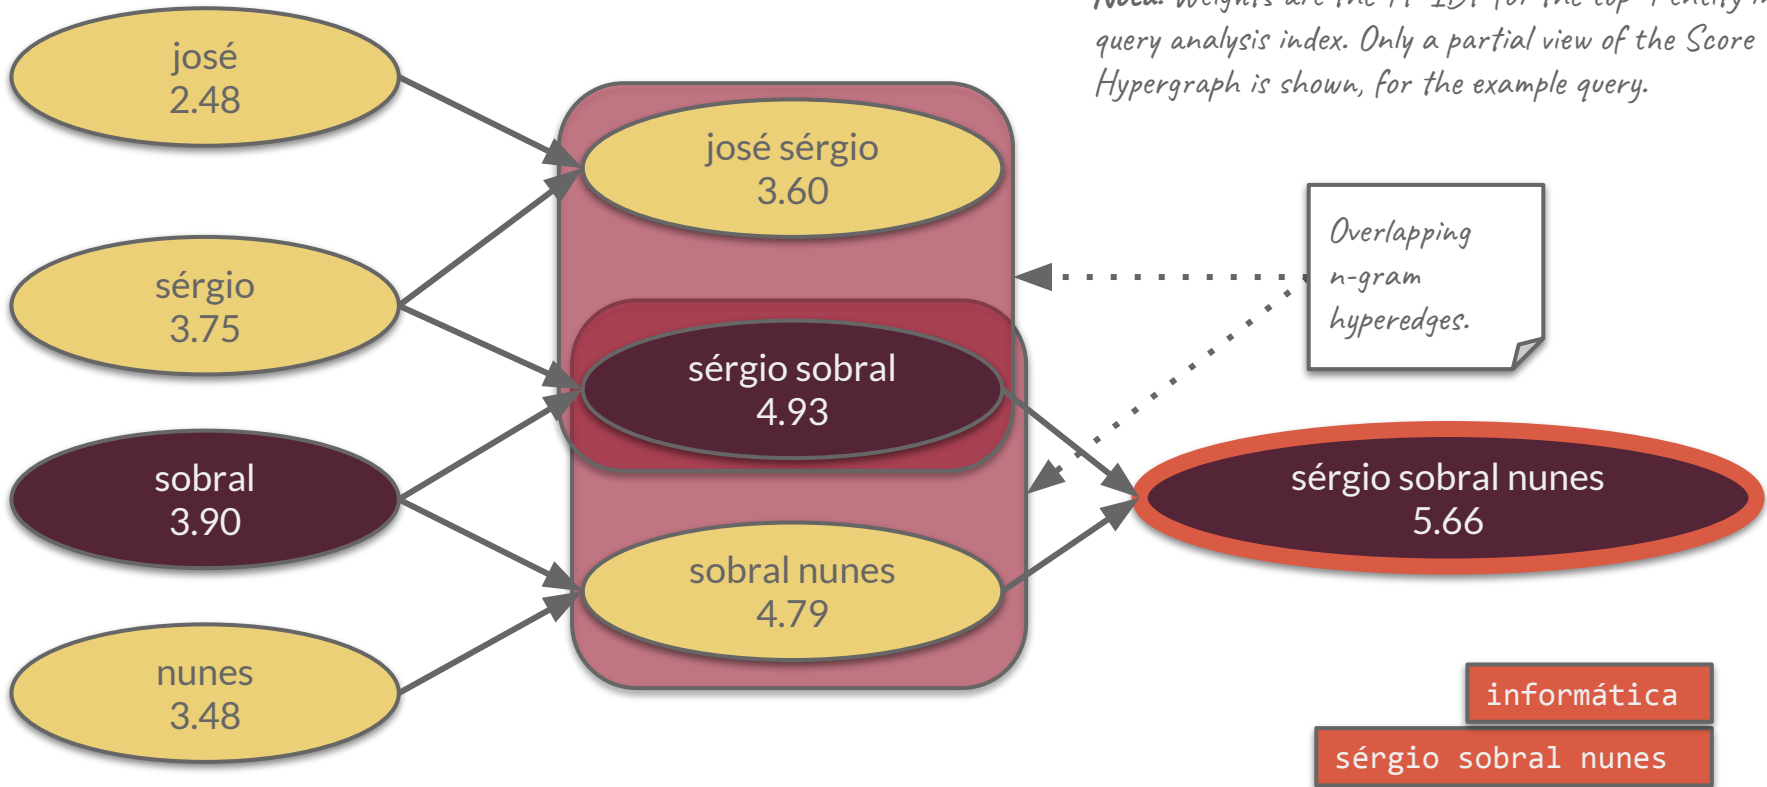 query analysis index. Only a partial view of the Score
Hypergraph is shown, for the example query.
josé
2.48
sérgio
3.75
sobral
3.90
nunes
3.48
josé sérgio
3.60
sérgio sobral
4.93
sobral nunes
4.79
Overlapping
n-gram
hyperedges.
sérgio sobral nunes
5.66
informática
sérgio sobral nunes